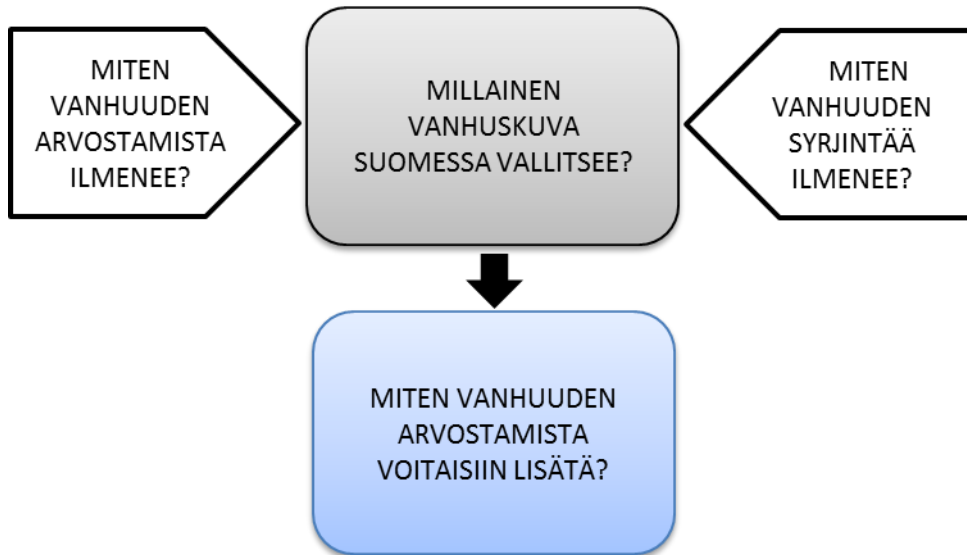 MITEN
VANHUUDEN
ARVOSTAMISTA
ILMENEE?
MILLAINEN
VANHUSKUVA
SUOMESSA VALLITSEE?
MITEN
VANHUUDEN
SYRJINTÄÄ
ILMENEE?
MITEN VANHUUDEN
ARVOSTAMISTA
VOITAISIIN LISÄTÄ?